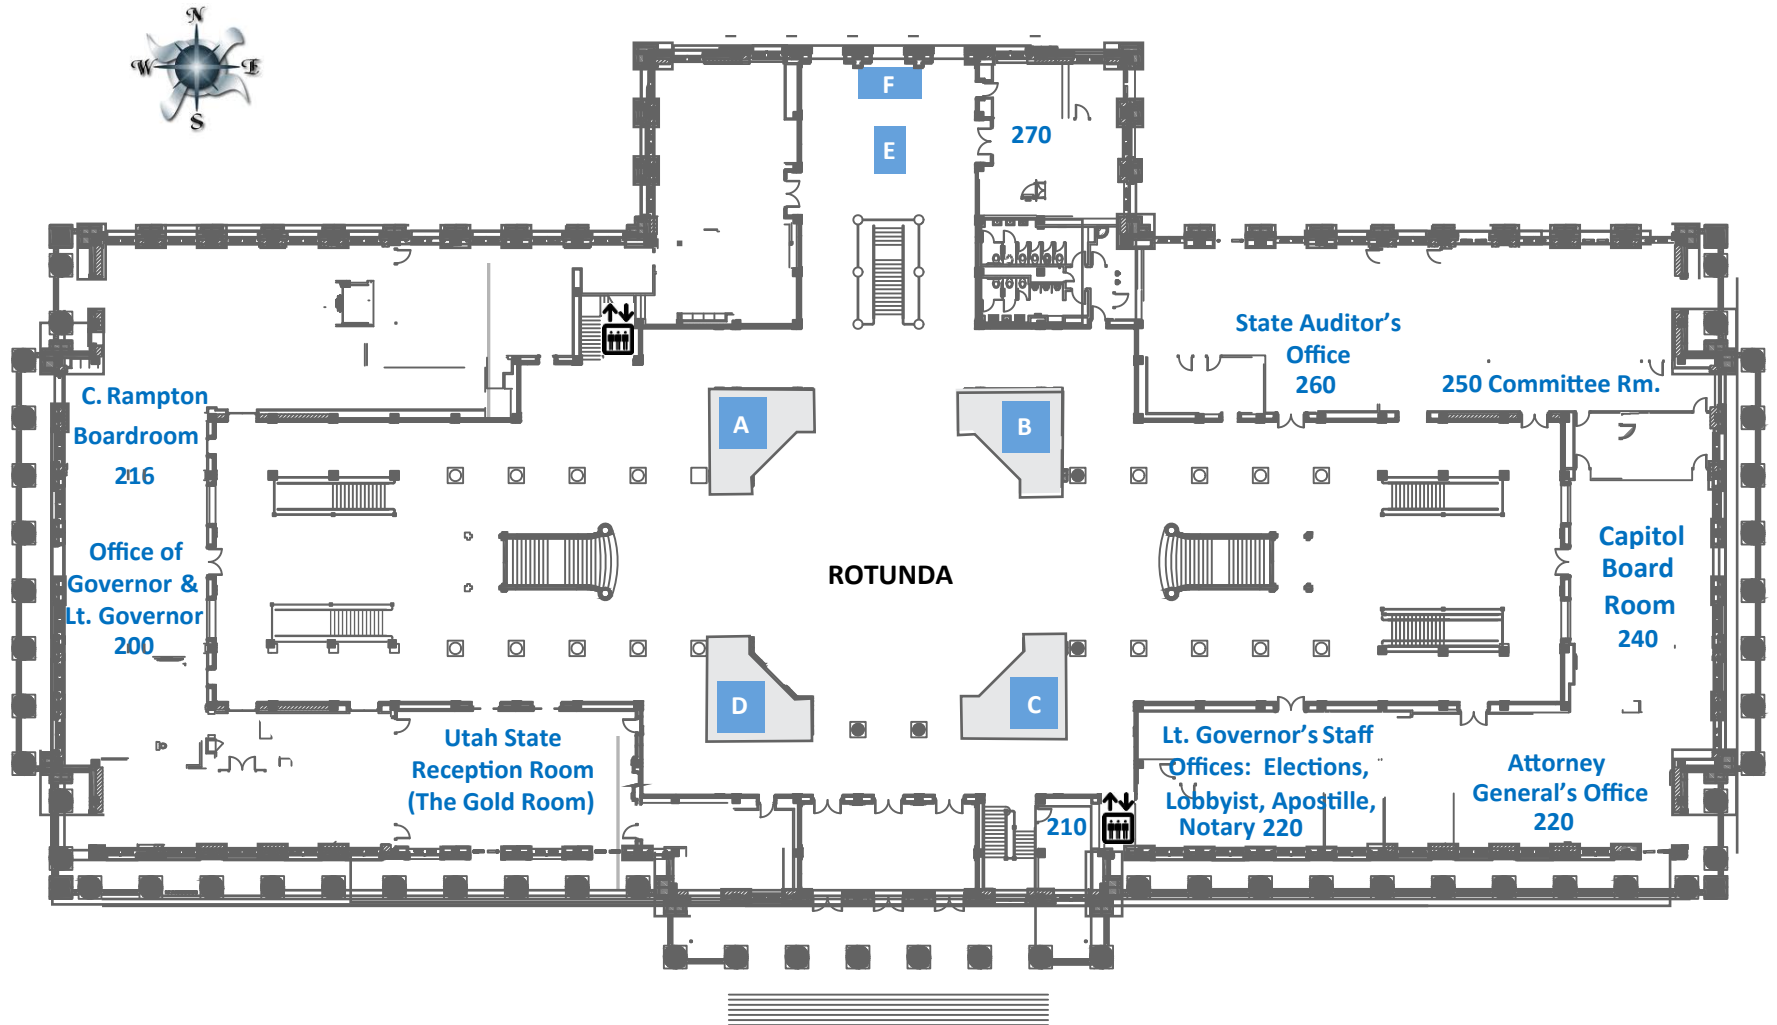 N
W E
S
F
E
270
State Auditor's
Office
260
250 Committee Rm.
C. Rampton
Boardroom
216
A
B
Office of
Governor &
Lt. Governor
200
ROTUNDA
Capitol
Board
Room
240
D
C
Utah State
Reception Room
(The Gold Room)
Lt. Governor's Staff
Offices: Elections,
Lobbyist, Apostille,
Notary 220
210
Attorney
General's Office
220